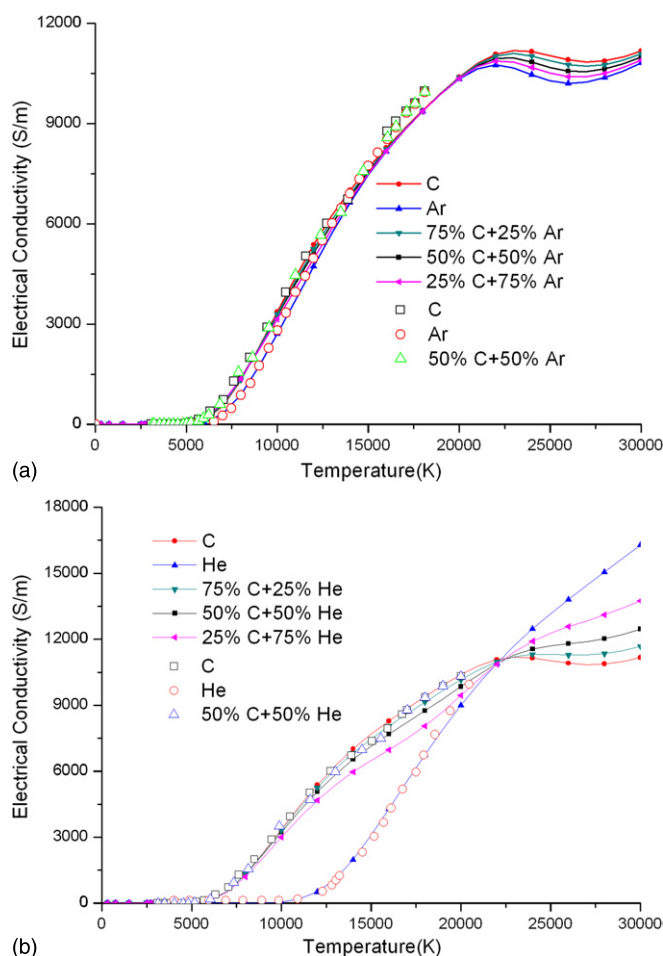 12000
9000
6000
3000
0
Electrical Conductivity (S/m)
C
Ar
75% C+25% Ar
50% C+50% Ar
25% C+75% Ar
C
Ar
50% C+50% Ar
0 5000 10000 15000 20000 25000 30000
Temperature(K)
(a)
18000
15000
12000
9000
6000
3000
0
Electrical Conductivity (S/m)
C
He
75% C+25% He
50% C+50% He
25% C+75% He
C
He
50% C+50% He
0 5000 10000 15000 20000 25000 30000
Temperature(K)
(b)